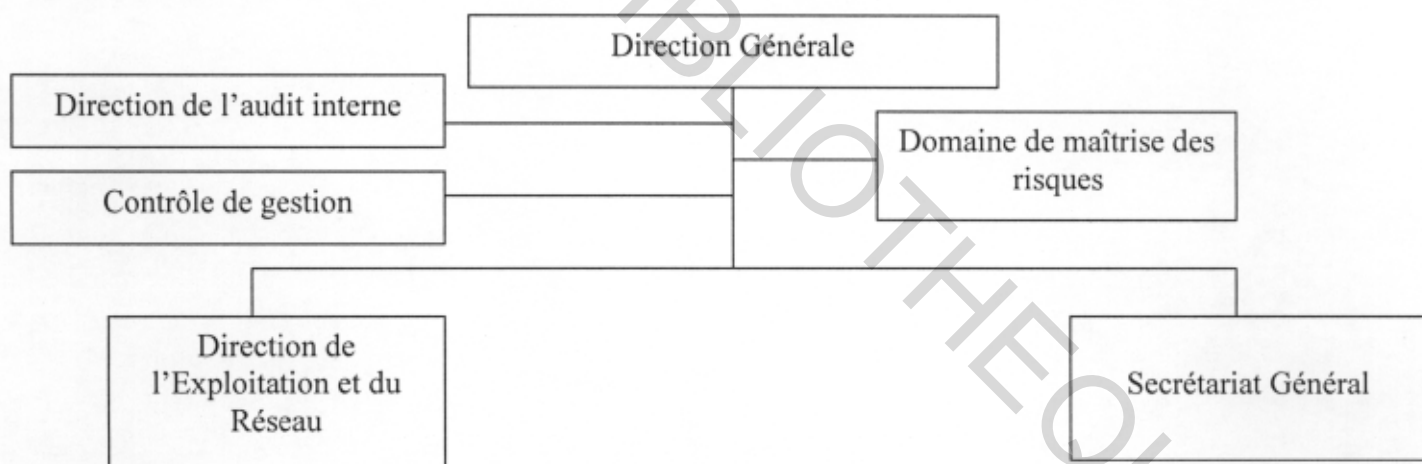 Direction Générale
Direction de l'audit interne
Domaine de maîtrise des
risques
Contrôle de gestion
Direction de
l'Exploitation et du
Réseau
Secrétariat Général